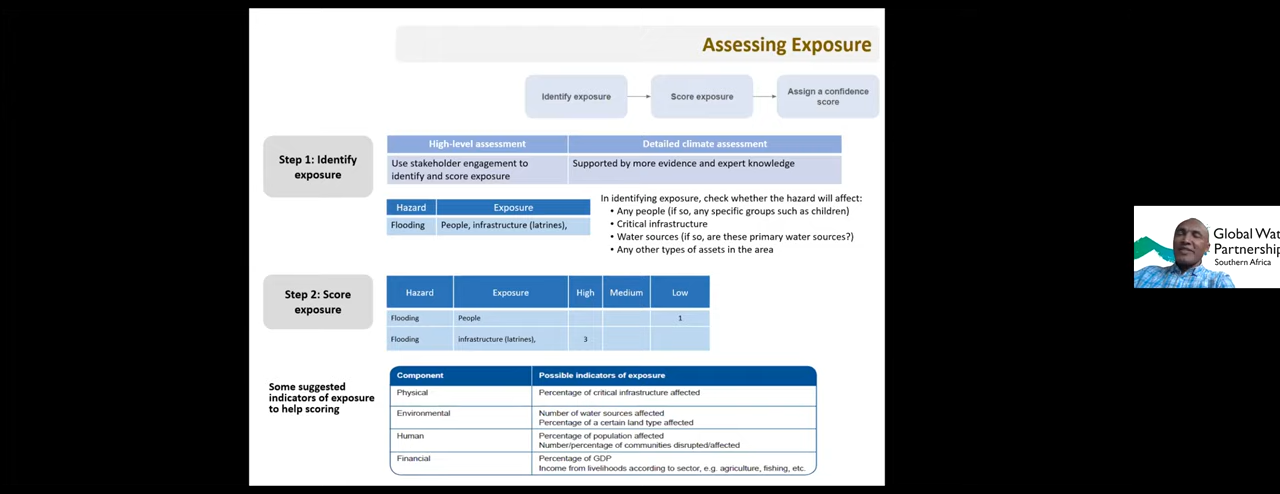 Assessing Exposure
Identify exposure
Score exposure
Assign a confidence
score
Step 1: Identify
exposure
High-level assessment
Detailed climate assessment
Use stakeholder engagement to
identify and score exposure
Supported by more evidence and expert knowledge
Hazard
Exposure
Flooding
People, infrastructure (latrines),
In identifying exposure, check whether the hazard will affect:
• Any people (if so, any specific groups such as children)
• Critical infrastructure
• Water sources (if so, are these primary water sources?)
• Any other types of assets in the area
Step 2: Score
exposure
Hazard
Exposure
High
Medium
Low
Flooding
People
1
Flooding
infrastructure (latrines),
3
Some suggested
indicators of exposure
to help scoring
Component
Possible indicators of exposure
Physical
Percentage of critical infrastructure affected
Environmental
Number of water sources affected
Percentage of a certain land type affected
Human
Percentage of population affected
Number/percentage of communities disrupted/affected
Financial
Percentage of GDP
Income from livelihoods according to sector, e.g. agriculture, fishing, etc.
Global Wat
Partnership
Southern Africa